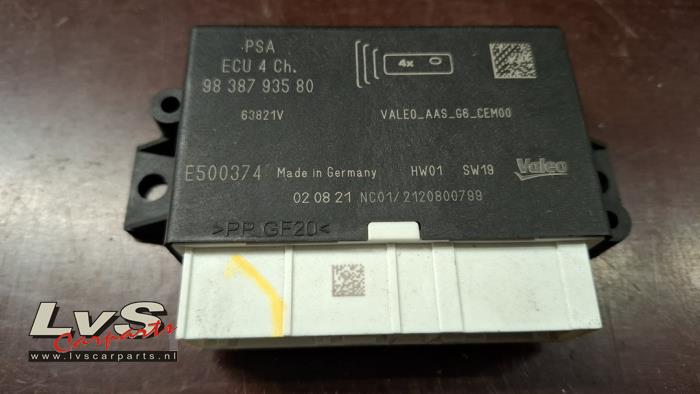 PSA
ECU 4 Ch.
98 387 935 80
4x
63821V
VALEO_AAS_G6_CEM00
E500374
Made in Germany
HW01 SW19
Valeo
02 08 21 NC01/2120800799
>PP GF20<
LvS
Carparts
www.lvscarparts.nl